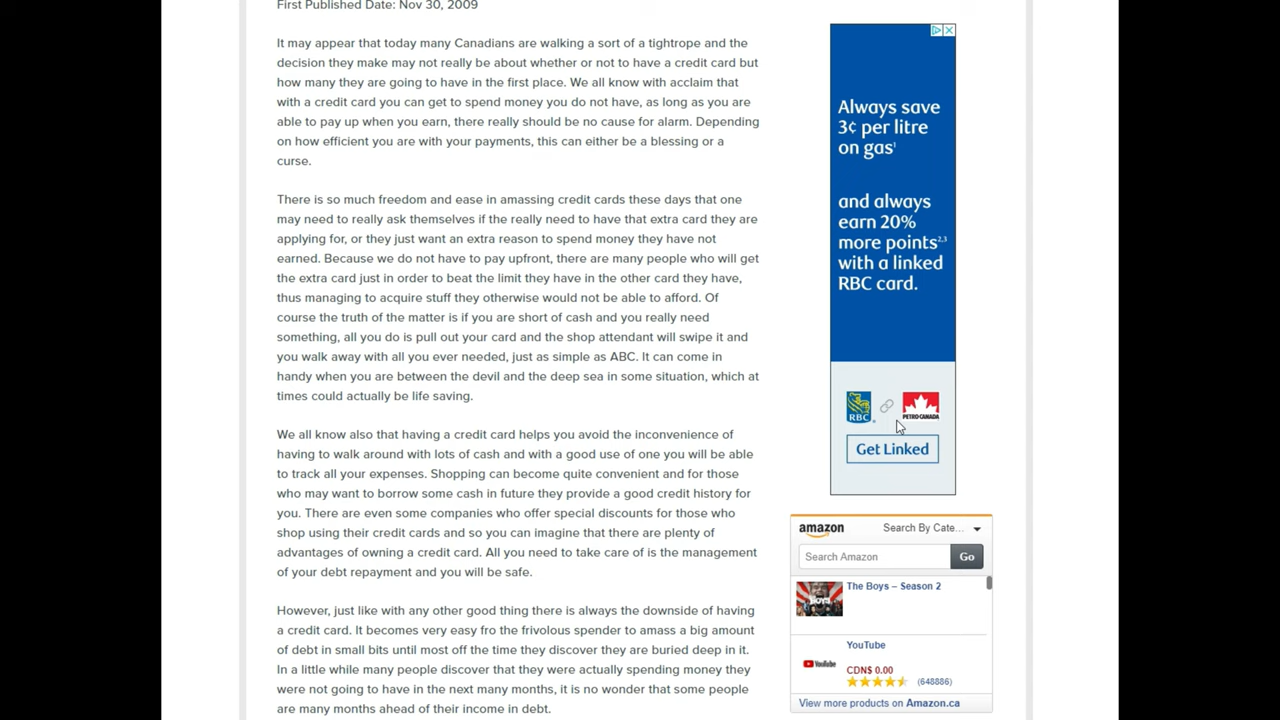 First Published Date: Nov 30, 2009
It may appear that today many Canadians are walking a sort of a tightrope and the
decision they make may not really be about whether or not to have a credit card but
how many they are going to have in the first place. We all know with acclaim that
with a credit card you can get to spend money you do not have, as long as you are
able to pay up when you earn, there really should be no cause for alarm. Depending
on how efficient you are with your payments, this can either be a blessing or a
curse.
There is so much freedom and ease in amassing credit cards these days that one
may need to really ask themselves if the really need to have that extra card they are
applying for, or they just want an extra reason to spend money they have not
earned. Because we do not have to pay upfront, there are many people who will get
the extra card just in order to beat the limit they have in the other card they have,
thus managing to acquire stuff they otherwise would not be able to afford. Of
course the truth of the matter is if you are short of cash and you really need
something, all you do is pull out your card and the shop attendant will swipe it and
you walk away with all you ever needed, just as simple as ABC. It can come in
handy when you are between the devil and the deep sea in some situation, which at
times could actually be life saving.
We all know also that having a credit card helps you avoid the inconvenience of
having to walk around with lots of cash and with a good use of one you will be able
to track all your expenses. Shopping can become quite convenient and for those
who may want to borrow some cash in future they provide a good credit history for
you. There are even some companies who offer special discounts for those who
shop using their credit cards and so you can imagine that there are plenty of
advantages of owning a credit card. All you need to take care of is the management
of your debt repayment and you will be safe.
However, just like with any other good thing there is always the downside of having
a credit card. It becomes very easy fro the frivolous spender to amass a big amount
of debt in small bits until most off the time they discover they are buried deep in it.
In a little while many people discover that they were actually spending money they
were not going to have in the next many months, it is no wonder that some people
are many months ahead of their income in debt.
Always save
3¢ per litre
on gas¹
and always
earn 20%
more points²,³
with a linked
RBC card.
RBC
PETRO-CANADA
Get Linked
amazon
Search By Cate...
Search Amazon
Go
The Boys – Season 2
YouTube
YouTube
CDN$ 0.00
(648886)
View more products on Amazon.ca